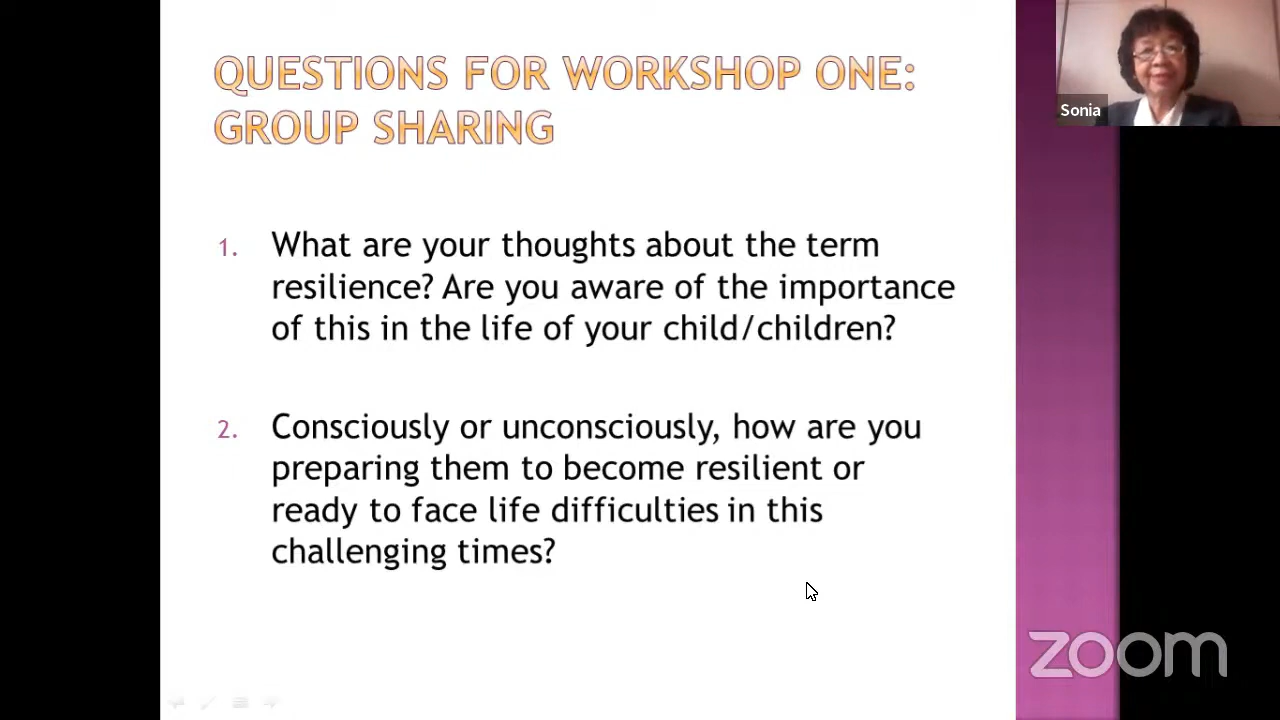 QUESTIONS FOR WORKSHOP ONE:
GROUP SHARING
Sonia
1. What are your thoughts about the term
resilience? Are you aware of the importance
of this in the life of your child/children?
2. Consciously or unconsciously, how are you
preparing them to become resilient or
ready to face life difficulties in this
challenging times?
zoom